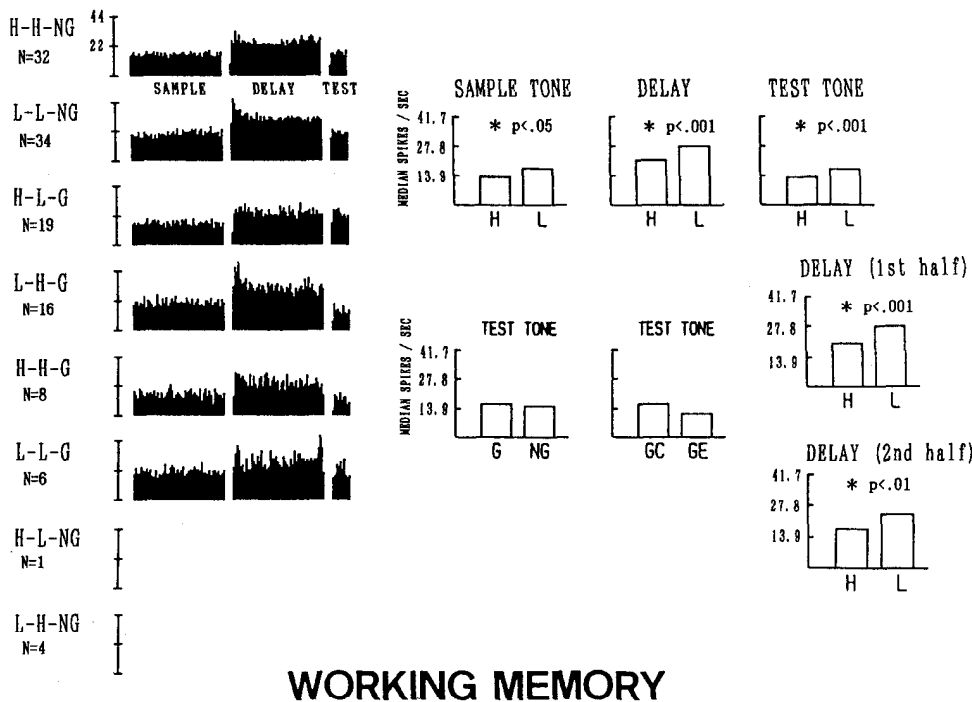 H-H-NG
N=32
44
22
SAMPLE DELAY TEST
L-L-NG
N=34
H-L-G
N=19
L-H-G
N=16
H-H-G
N=8
L-L-G
N=6
H-L-NG
N=1
L-H-NG
N=4
MEDIAN SPIKES / SEC
SAMPLE TONE
41.7
27.8
13.9
* p<.05
H L
DELAY
* p<.001
H L
TEST TONE
* p<.001
H L
MEDIAN SPIKES / SEC
TEST TONE
41.7
27.8
13.9
G NG
TEST TONE
GC GE
DELAY (1st half)
41.7
27.8
13.9
* p<.001
H L
DELAY (2nd half)
41.7
27.8
13.9
* p<.01
H L
WORKING MEMORY